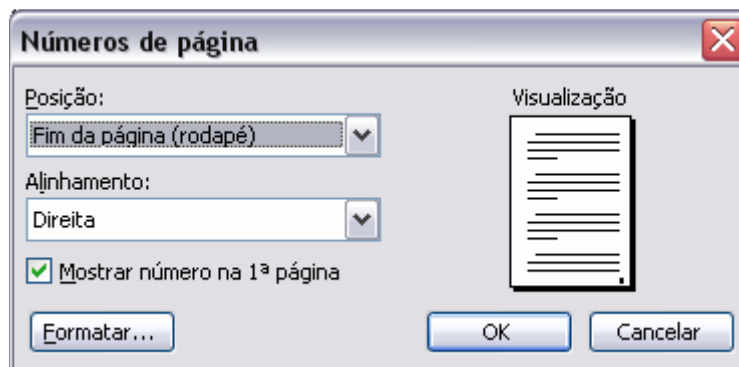 Números de página
Posição:
Visualização
Fim da página (rodapé)
Alinhamento:
Direita
Mostrar número na 1ª página
Formatar...
OK
Cancelar